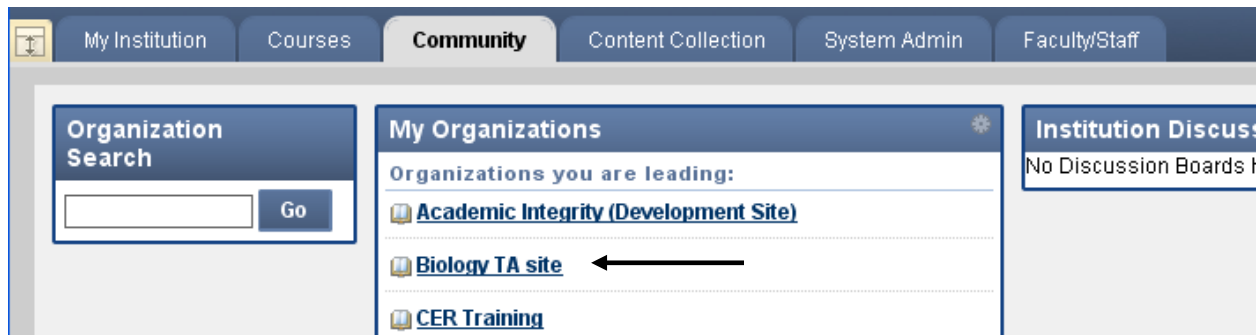 My Institution Courses Community Content Collection System Admin Faculty/Staff
Organization
Search
Go
My Organizations
Organizations you are leading:
Academic Integrity (Development Site)
Biology TA site
CER Training
Institution
No Discussion Boards